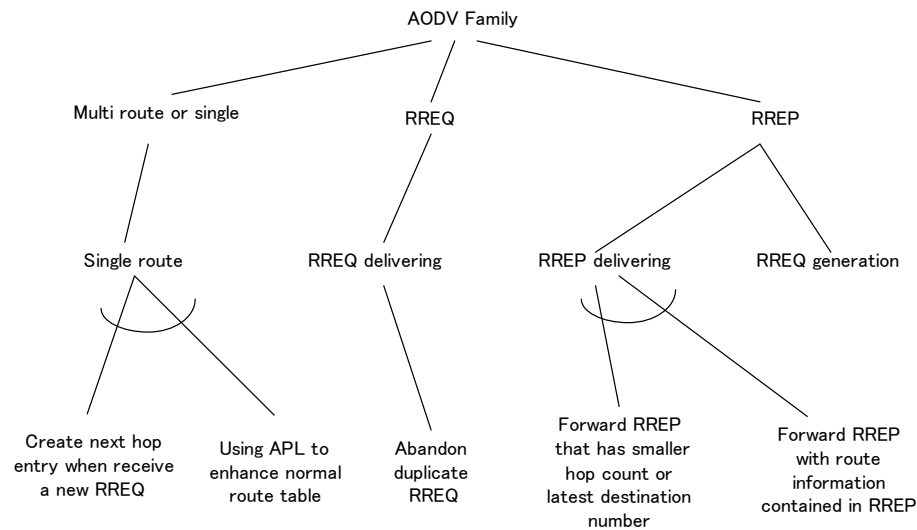 AODV Family
Multi route or single
RREQ
RREP
Single route
RREQ delivering
RREP delivering
RREQ generation
Create next hop
entry when receive
a new RREQ
Using APL to
enhance normal
route table
Abandon
duplicate
RREQ
Forward RREP
that has smaller
hop count or
latest destination
number
Forward RREP
with route
information
contained in RREP